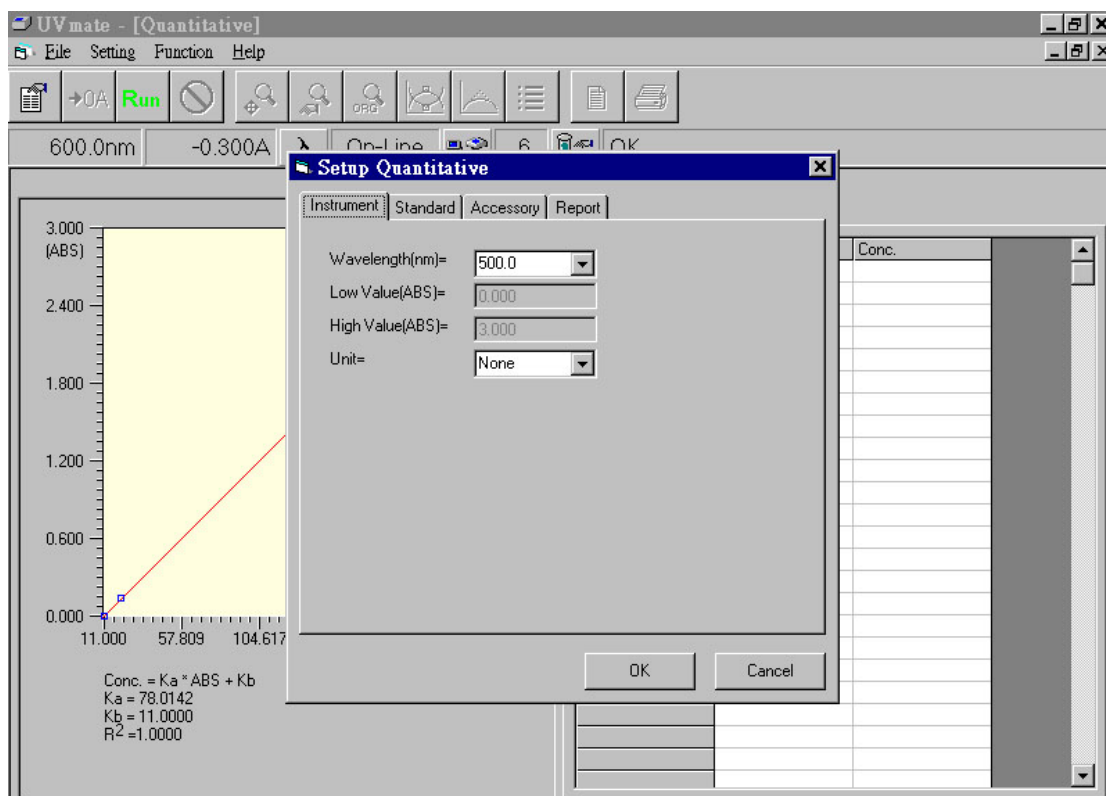 UVmate - [Quantitative]
Eile Setting Function Help
→0A Run ORG
600.0nm -0.300A λ On-Line 6 OK
Setup Quantitative
Instrument Standard Accessory Report
Wavelength(nm)= 500.0
Low Value(ABS)= 0.000
High Value(ABS)= 3.000
Unit= None
OK Cancel
3.000
(ABS)
2.400
1.800
1.200
0.600
0.000
11.000 57.809 104.617
Conc. = Ka * ABS + Kb
Ka = 78.0142
Kb = 11.0000
R2 =1.0000
Conc.